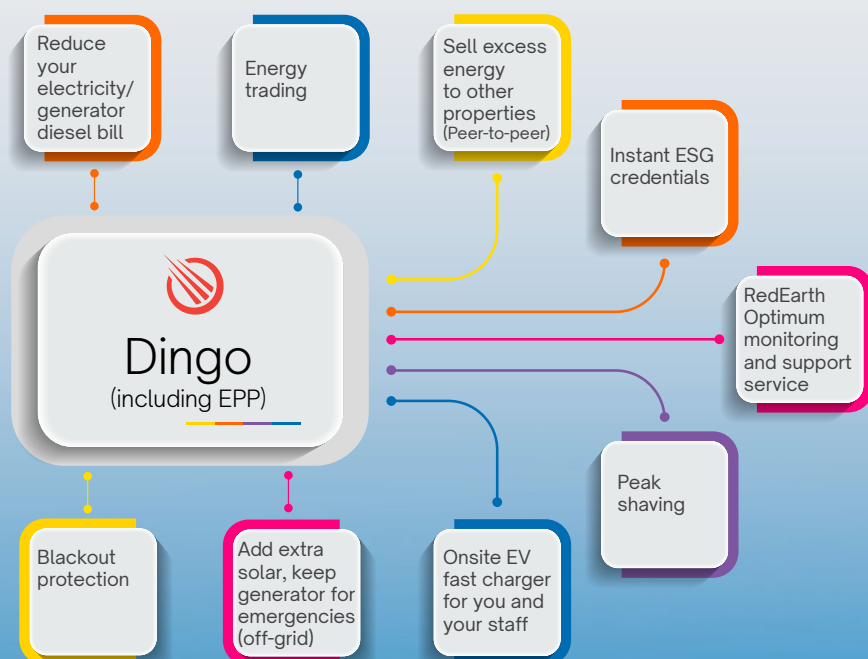 Reduce
your
electricity/
generator
diesel bill
Energy
trading
Sell excess
energy
to other
properties
(Peer-to-peer)
Instant ESG
credentials
RedEarth
Optimum
monitoring
and support
service
Dingo
(including EPP)
Peak
shaving
Blackout
protection
Add extra
solar, keep
generator for
emergencies
(off-grid)
Onsite EV
fast charger
for you and
your staff